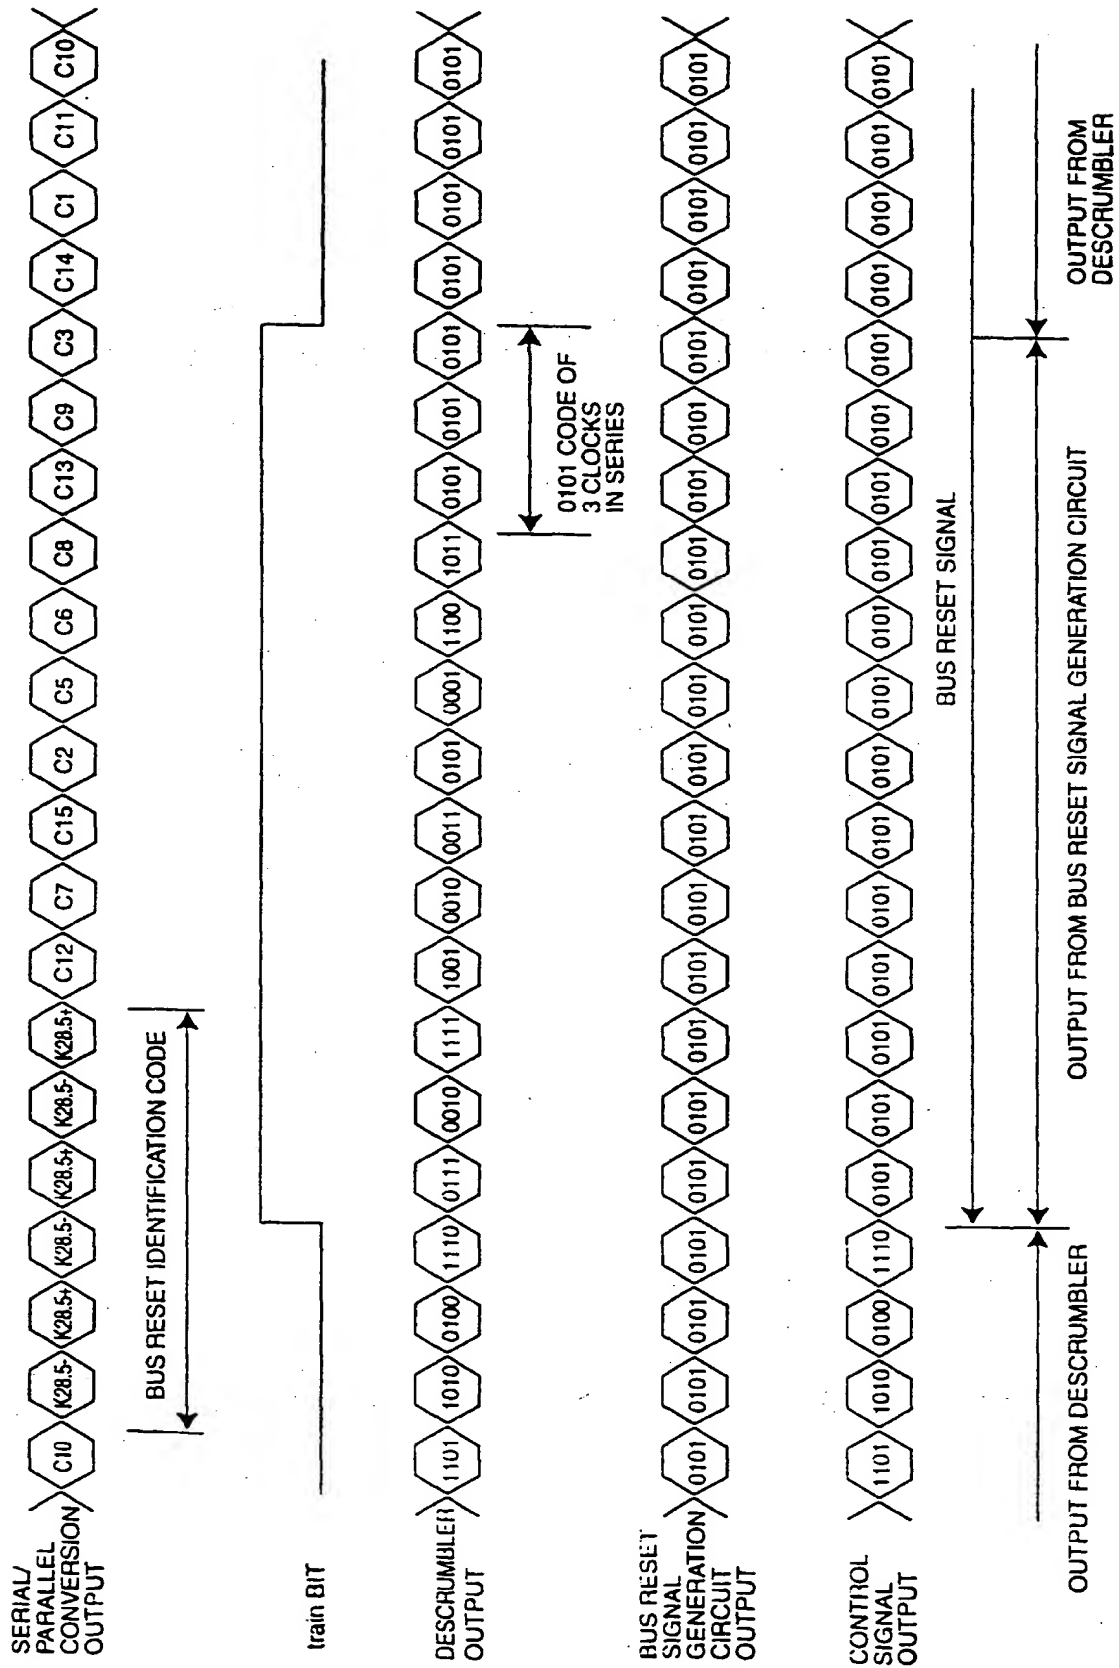 SERIAL/
PARALLEL
CONVERSION
OUTPUT
C10 K28.5- K28.5+ K28.5- K28.5+ K28.5- K28.5+ C12 C7 C15 C2 C5 C6 C8 C13 C9 C3 C14 C1 C11 C10
BUS RESET IDENTIFICATION CODE
train BIT
DESCRUMBLER
OUTPUT
1101 1010 0100 1110 0111 0010 1111 1001 0010 0011 0101 0001 1100 1011 0101 0101 0101 0101 0101 0101 0101
0101 CODE OF
3 CLOCKS
IN SERIES
BUS RESET
SIGNAL
GENERATION
CIRCUIT
OUTPUT
0101 0101 0101 0101 0101 0101 0101 0101 0101 0101 0101 0101 0101 0101 0101 0101 0101 0101 0101 0101 0101
CONTROL
SIGNAL
OUTPUT
1101 1010 0100 1110 0101 0101 0101 0101 0101 0101 0101 0101 0101 0101 0101 0101 0101 0101 0101 0101 0101
BUS RESET SIGNAL
OUTPUT FROM DESCRUMBLER
OUTPUT FROM BUS RESET SIGNAL GENERATION CIRCUIT
OUTPUT FROM
DESCRUMBLER